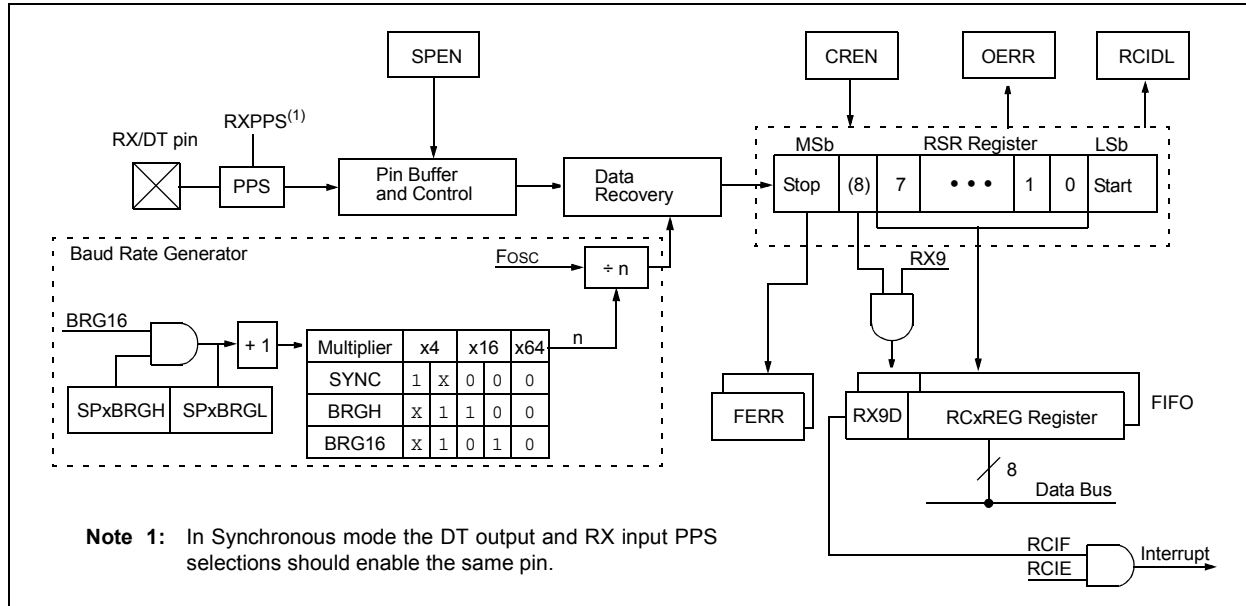 SPEN
CREN
OERR
RCIDL
RXPPS(1)
RX/DT pin
PPS
Pin Buffer
and Control
Data
Recovery
MSb
RSR Register
LSb
Stop (8) 7 • • • 1 0 Start
Baud Rate Generator
FOSC
÷ n
RX9
BRG16
+ 1
n
Multiplier x4 x16 x64
SYNC 1 X 0 0 0
BRGH X 1 1 0 0
BRG16 X 1 0 1 0
SPxBRGH SPxBRGL
FERR
RX9D RCxREG Register
FIFO
8
Data Bus
Note 1: In Synchronous mode the DT output and RX input PPS
selections should enable the same pin.
RCIF
RCIE
Interrupt